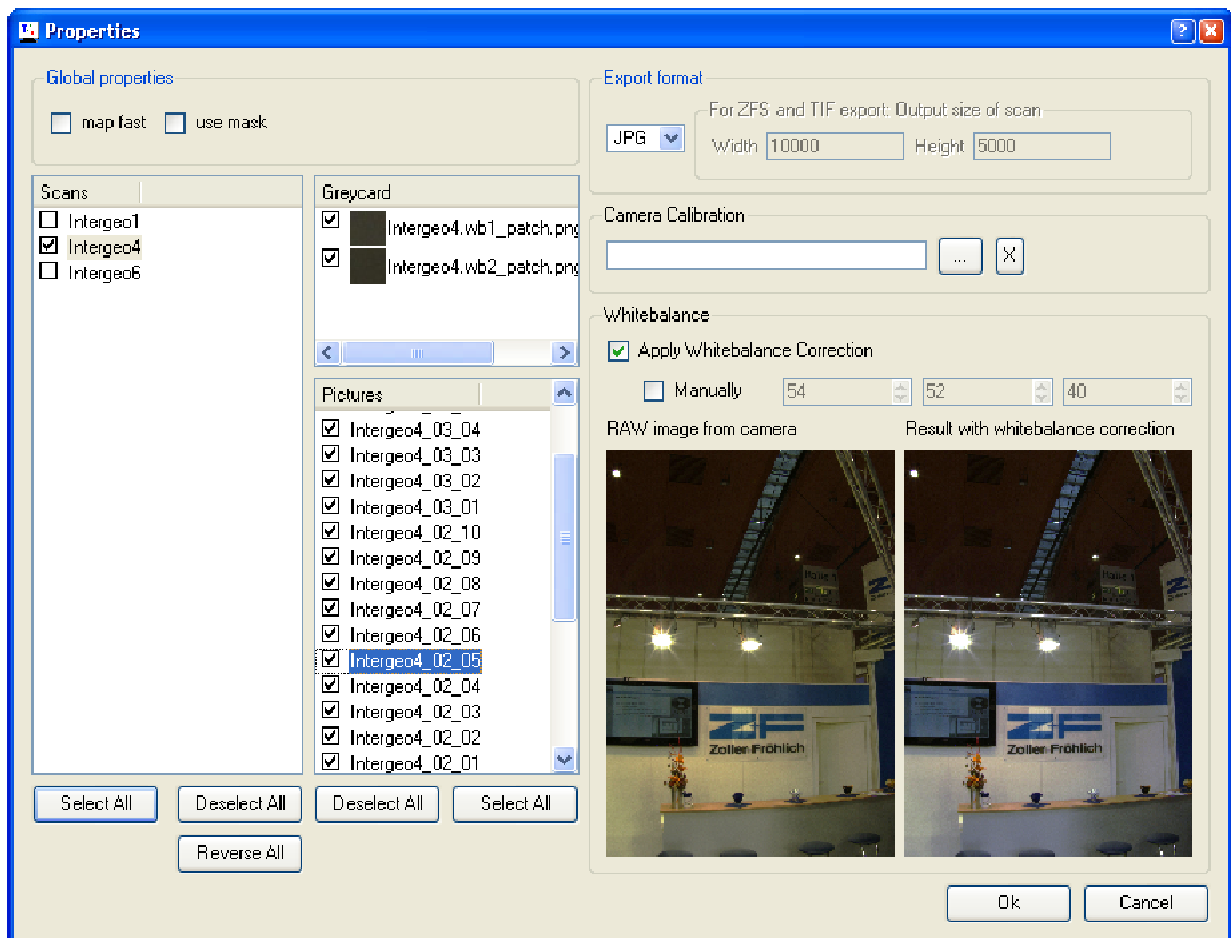 Properties
Global properties
map fast
use mask
Scans
Intergeo1
Intergeo4
Intergeo6
Select All
Deselect All
Reverse All
Greycard
Intergeo4.wb1_patch.png
Intergeo4.wb2_patch.png
Pictures
Intergeo4_03_04
Intergeo4_03_03
Intergeo4_03_02
Intergeo4_03_01
Intergeo4_02_10
Intergeo4_02_09
Intergeo4_02_08
Intergeo4_02_07
Intergeo4_02_06
Intergeo4_02_05
Intergeo4_02_04
Intergeo4_02_03
Intergeo4_02_02
Intergeo4_02_01
Deselect All
Select All
Export format
JPG
For ZFS and TIF export: Output size of scan
Width 10000 Height 5000
Camera Calibration
...
X
Whitebalance
Apply Whitebalance Correction
Manually 54 52 40
RAW image from camera
Result with whitebalance correction
ZF
Zoller+Fröhlich
ZF
Zoller+Fröhlich
Ok
Cancel